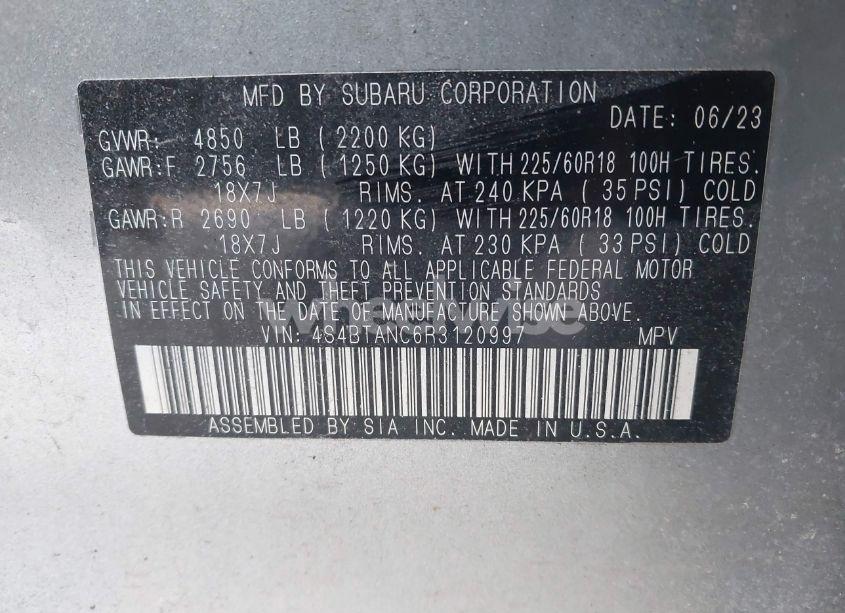 MFD BY SUBARU CORPORATION
DATE: 06/23
GVWR: 4850 LB ( 2200 KG)
GAWR:F 2756 LB ( 1250 KG) WITH 225/60R18 100H TIRES.
18X7J RIMS. AT 240 KPA ( 35 PSI) COLD
GAWR:R 2690 LB ( 1220 KG) WITH 225/60R18 100H TIRES.
18X7J RIMS. AT 230 KPA ( 33 PSI) COLD
THIS VEHICLE CONFORMS TO ALL APPLICABLE FEDERAL MOTOR
VEHICLE SAFETY AND THEFT PREVENTION STANDARDS
IN EFFECT ON THE DATE OF MANUFACTURE SHOWN ABOVE.
VIN: 4S4BTANC6R3120997 MPV
ASSEMBLED BY SIA INC. MADE IN U.S.A.